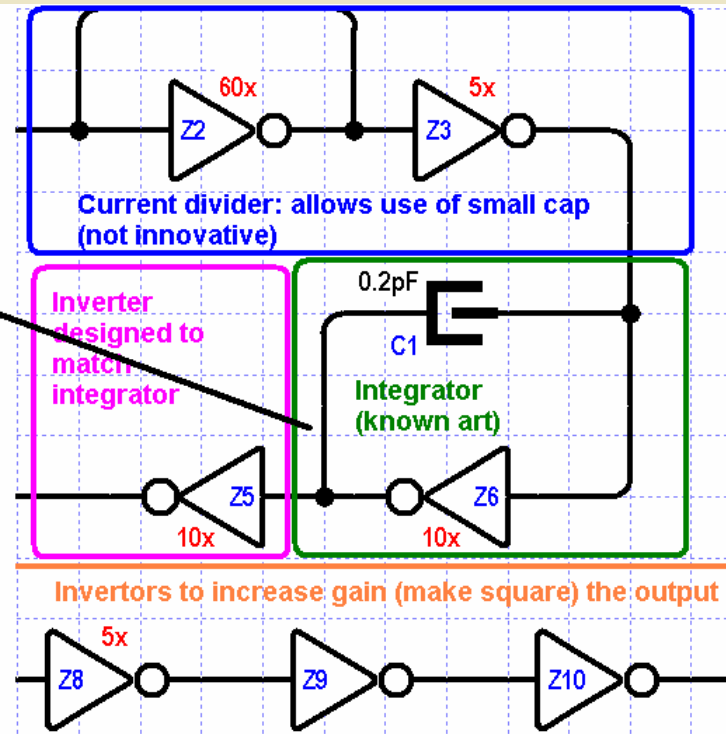 60x
5x
Z2
Z3
Current divider: allows use of small cap
(not innovative)
0.2pF
C1
Inverter
designed to
match
integrator
Integrator
(known art)
Z5
Z6
10x
10x
Invertors to increase gain (make square) the output
5x
Z8
Z9
Z10